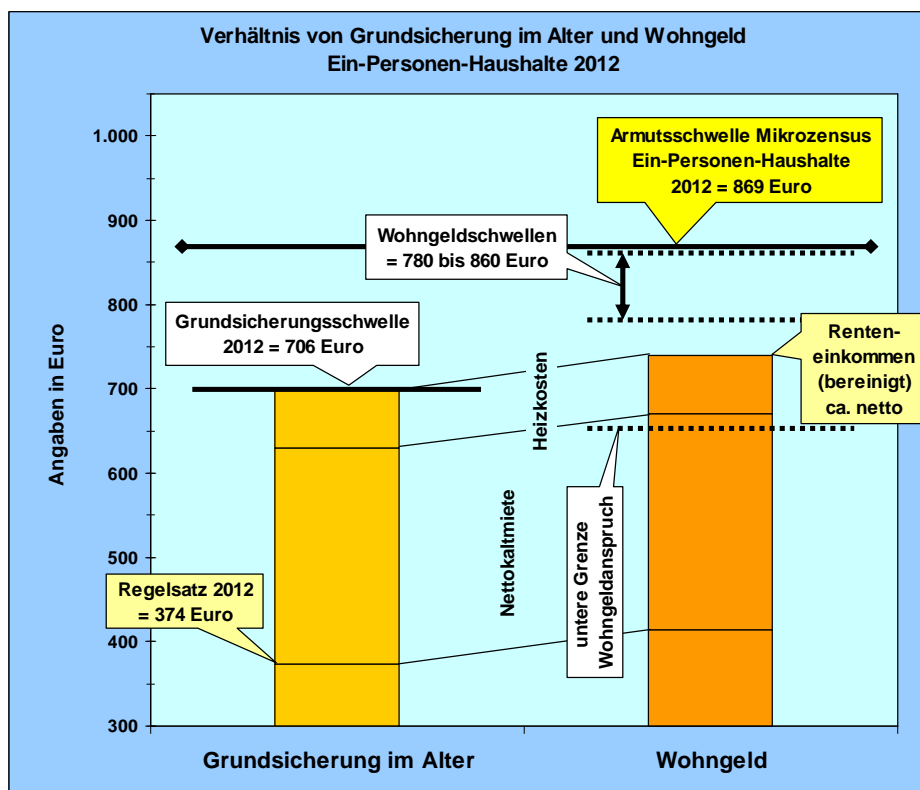 Verhältnis von Grundsicherung im Alter und Wohngeld
Ein-Personen-Haushalte 2012
Angaben in Euro
1.000
900
800
700
600
500
400
300
Armutsschwelle Mikrozensus
Ein-Personen-Haushalte
2012 = 869 Euro
Wohngeldschwellen
= 780 bis 860 Euro
Grundsicherungsschwelle
2012 = 706 Euro
Renten-
einkommen
(bereinigt)
ca. netto
Heizkosten
Nettokaltmiete
untere Grenze
Wohngeldanspruch
Regelsatz 2012
= 374 Euro
Grundsicherung im Alter
Wohngeld